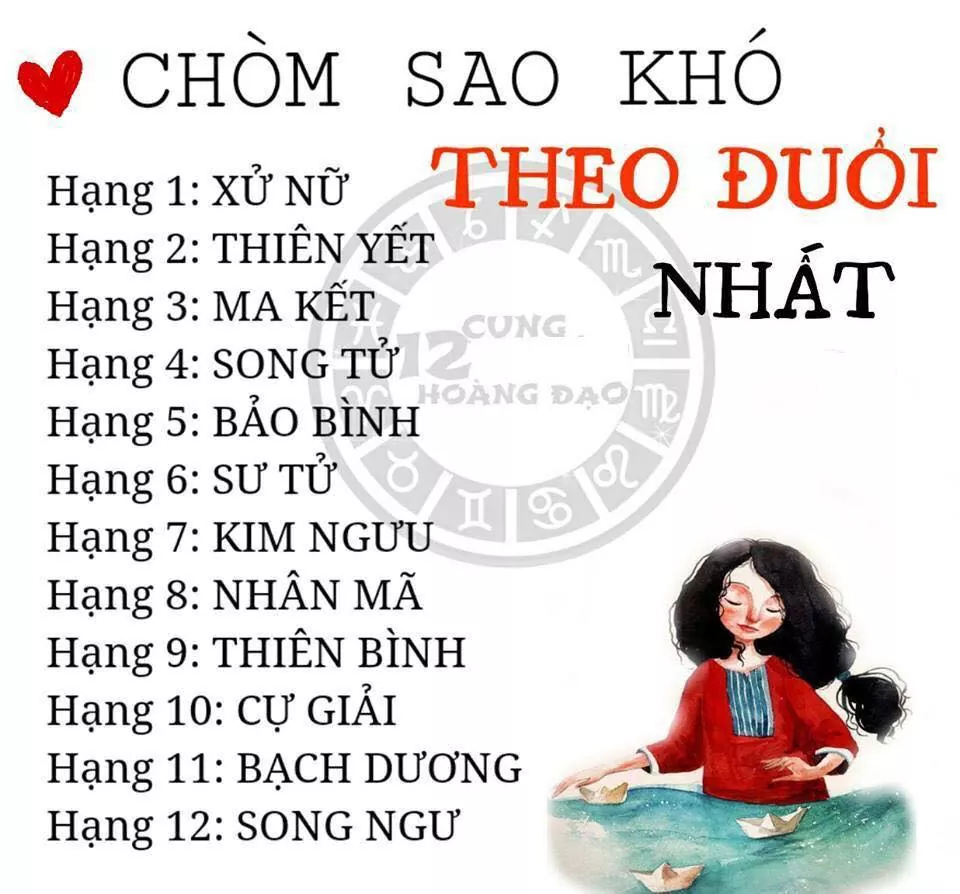 CHÒM SAO KHÓ
THEO ĐUỔI
NHẤT
Hạng 1: XỬ NỮ
Hạng 2: THIÊN YẾT
Hạng 3: MA KẾT
Hạng 4: SONG TỬ
Hạng 5: BẢO BÌNH
Hạng 6: SƯ TỬ
Hạng 7: KIM NGƯU
Hạng 8: NHÂN MÃ
Hạng 9: THIÊN BÌNH
Hạng 10: CỰ GIẢI
Hạng 11: BẠCH DƯƠNG
Hạng 12: SONG NGƯ
12 CUNG
HOÀNG ĐẠO